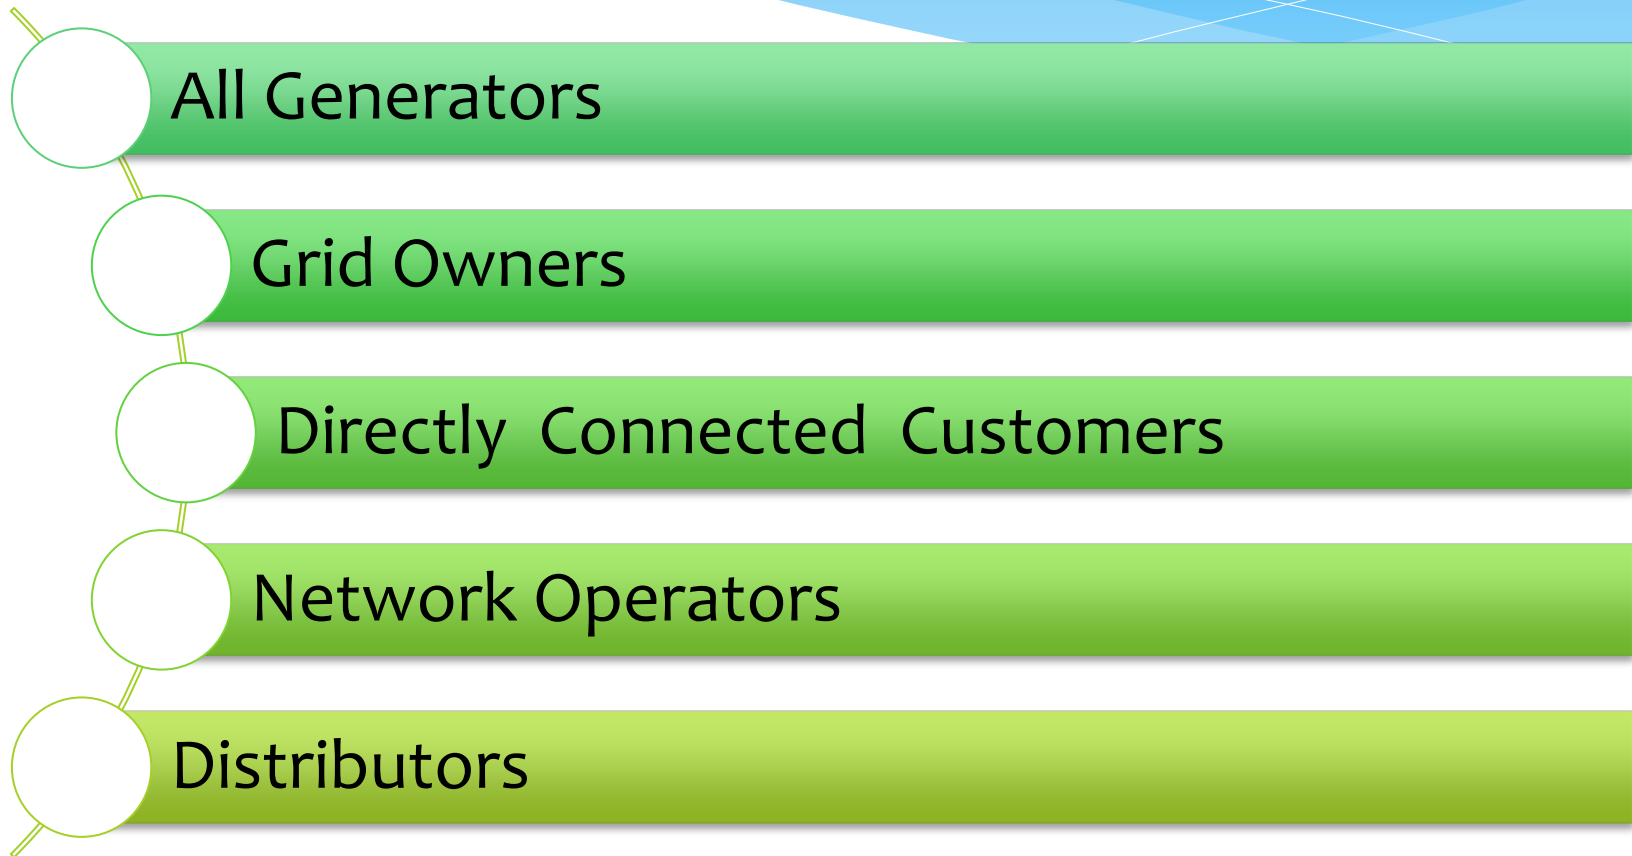 All Generators
Grid Owners
Directly Connected Customers
Network Operators
Distributors